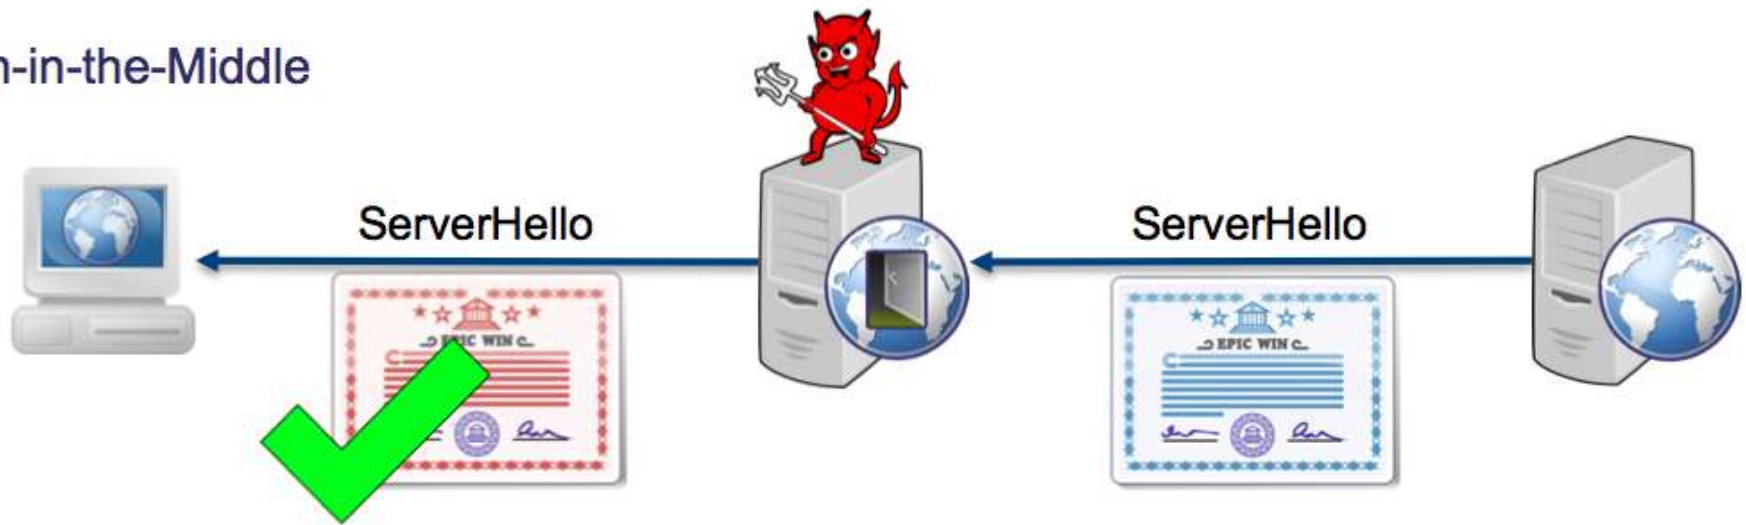 n-in-the-Middle
ServerHello
ServerHello
EPIC WIN
EPIC WIN